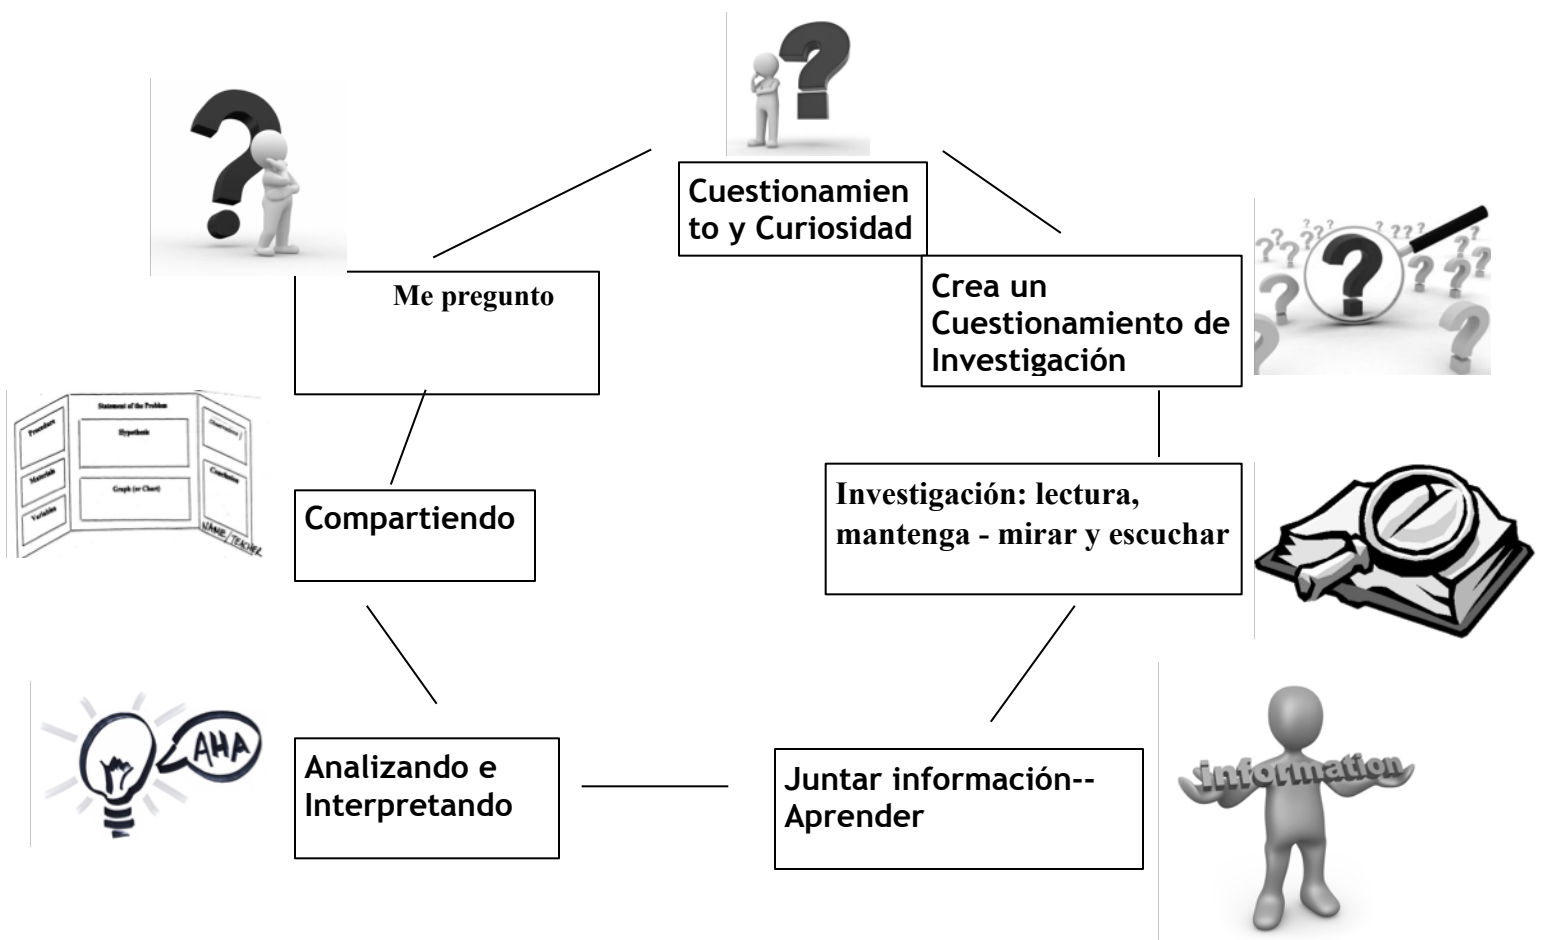 Cuestionamien
to y Curiosidad
Crea un
Cuestionamiento de
Investigación
Investigación: lectura,
mantenga - mirar y escuchar
information
Juntar información--
Aprender
Analizando e
Interpretando
AHA
Compartiendo
Statement of the Problem
Procedure
Hypothesis
Observations /
Materials
Graph (or Chart)
Conclusion
Variables
NAME / TEACHER
Me pregunto